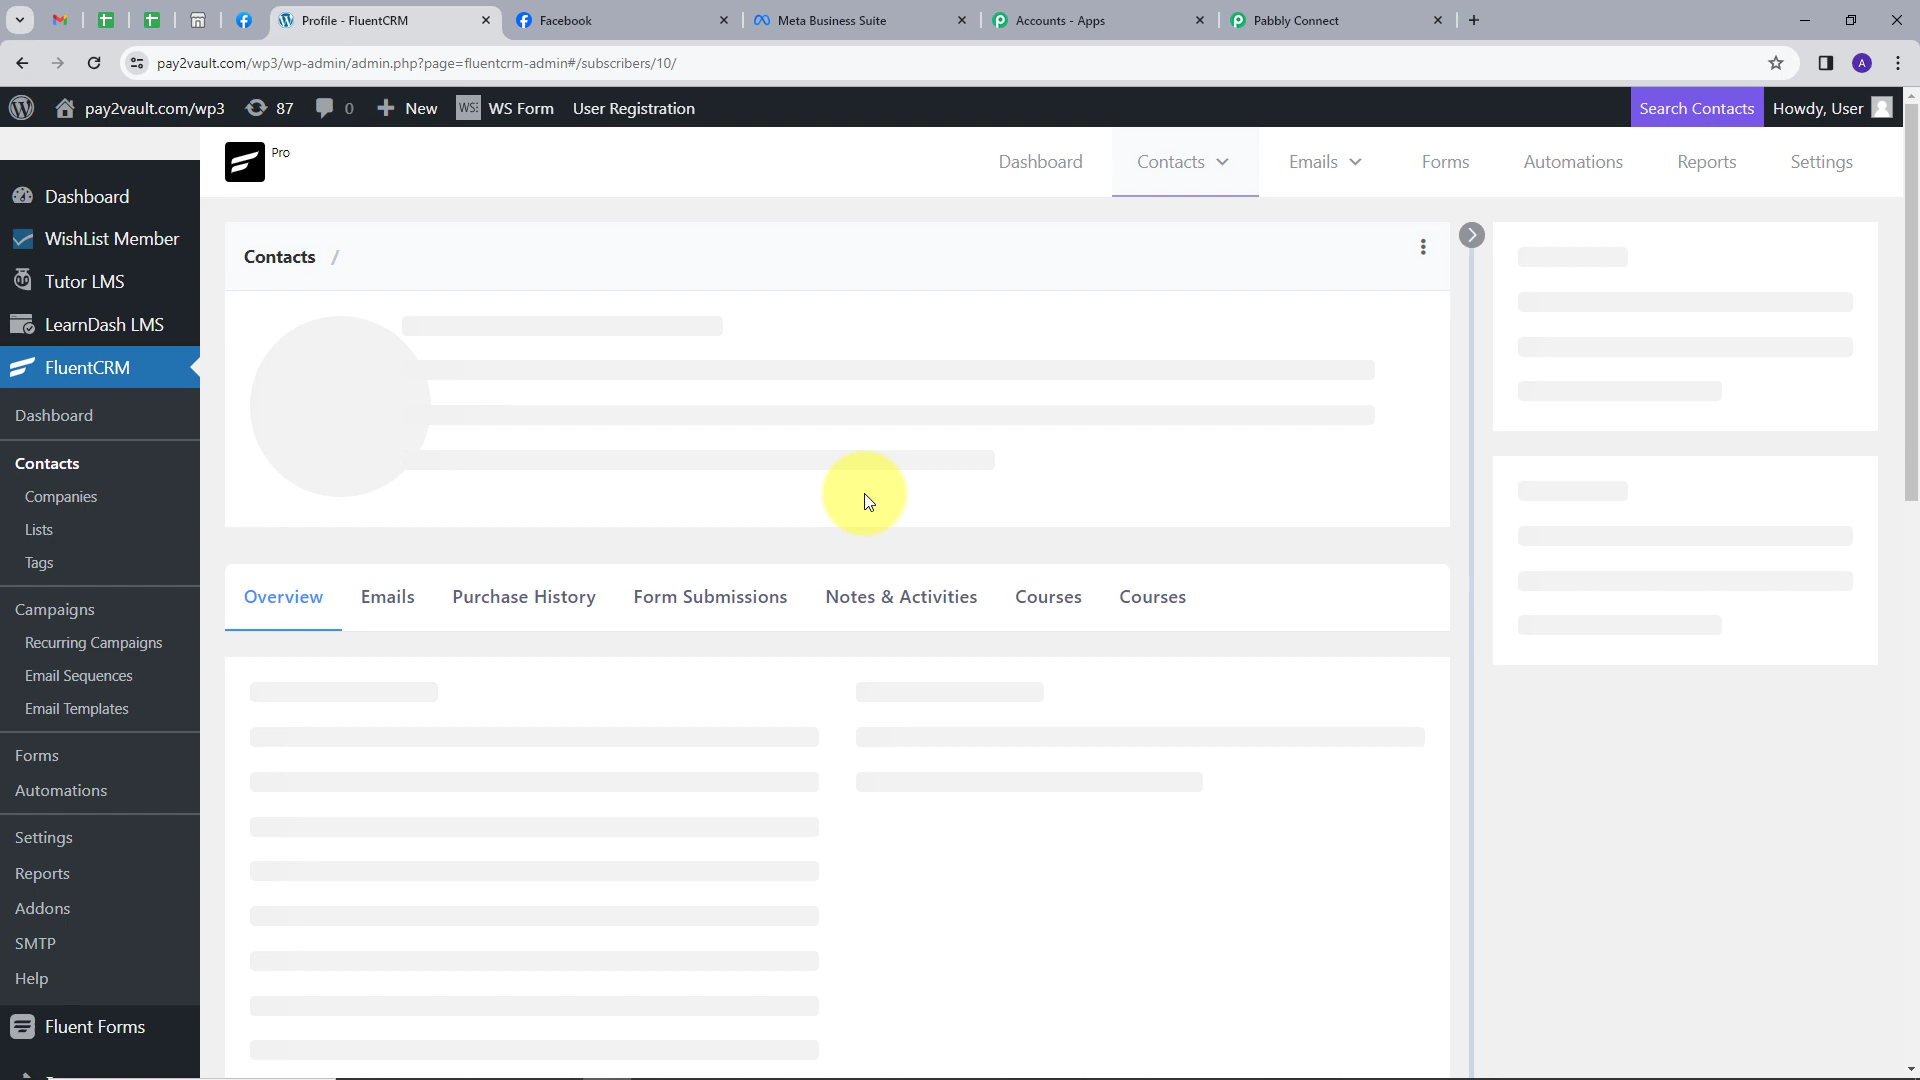 Profile - FluentCRM
Facebook
Meta Business Suite
Accounts - Apps
Pabbly Connect
pay2vault.com/wp3/wp-admin/admin.php?page=fluentcrm-admin#/subscribers/10/
A
pay2vault.com/wp3
87
0
New
WS Form
User Registration
Search Contacts
Howdy, User
Pro
Dashboard
Contacts
Emails
Forms
Automations
Reports
Settings
Dashboard
WishList Member
Tutor LMS
LearnDash LMS
FluentCRM
Dashboard
Contacts
Companies
Lists
Tags
Campaigns
Recurring Campaigns
Email Sequences
Email Templates
Forms
Automations
Settings
Reports
Addons
SMTP
Help
Fluent Forms
Contacts /
Overview
Emails
Purchase History
Form Submissions
Notes & Activities
Courses
Courses